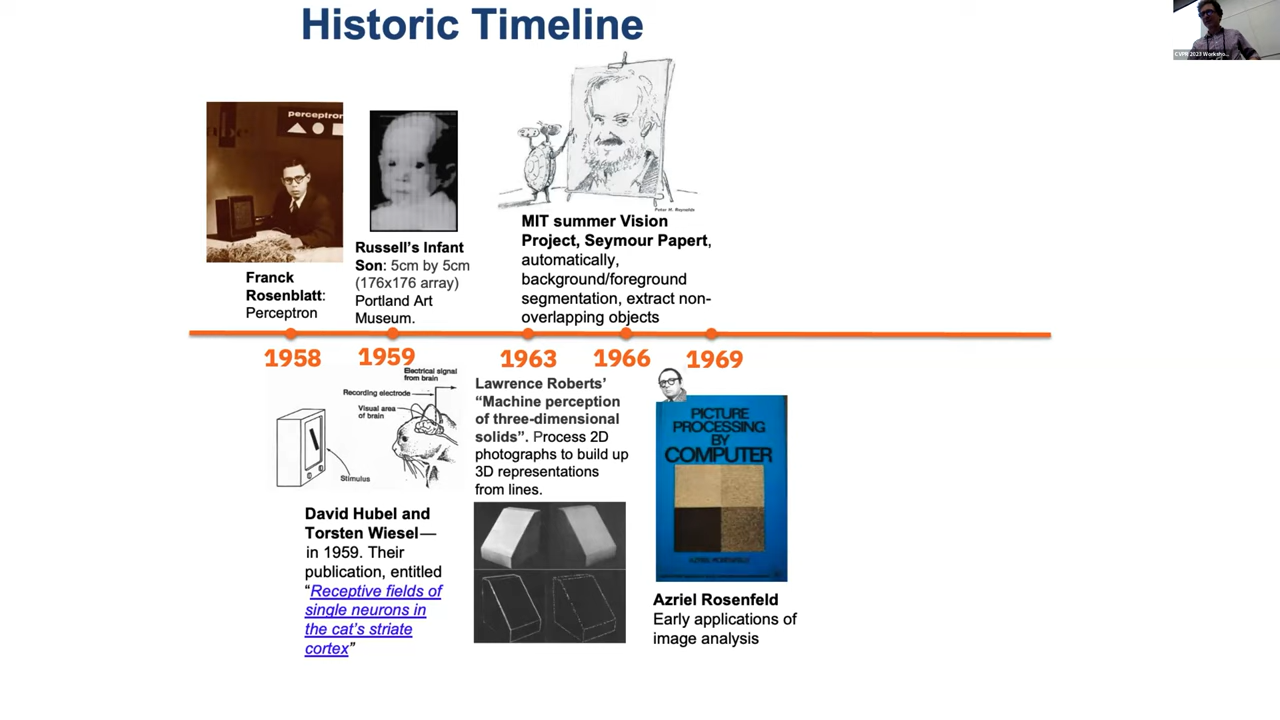 Historic Timeline
CVPR 2023 Worksho...
perceptron
Franck
Rosenblatt:
Perceptron
Russell's Infant
Son: 5cm by 5cm
(176x176 array)
Portland Art
Museum.
Peter M. Reynolds
MIT summer Vision
Project, Seymour Papert,
automatically,
background/foreground
segmentation, extract non-
overlapping objects
1958
1959
1963
1966
1969
Electrical signal
from brain
Recording electrode
Visual area
of brain
Stimulus
David Hubel and
Torsten Wiesel—
in 1959. Their
publication, entitled
“Receptive fields of
single neurons in
the cat’s striate
cortex”
Lawrence Roberts’
“Machine perception
of three-dimensional
solids”. Process 2D
photographs to build up
3D representations
from lines.
PICTURE
PROCESSING
BY
COMPUTER
AZRIEL ROSENFELD
Azriel Rosenfeld
Early applications of
image analysis